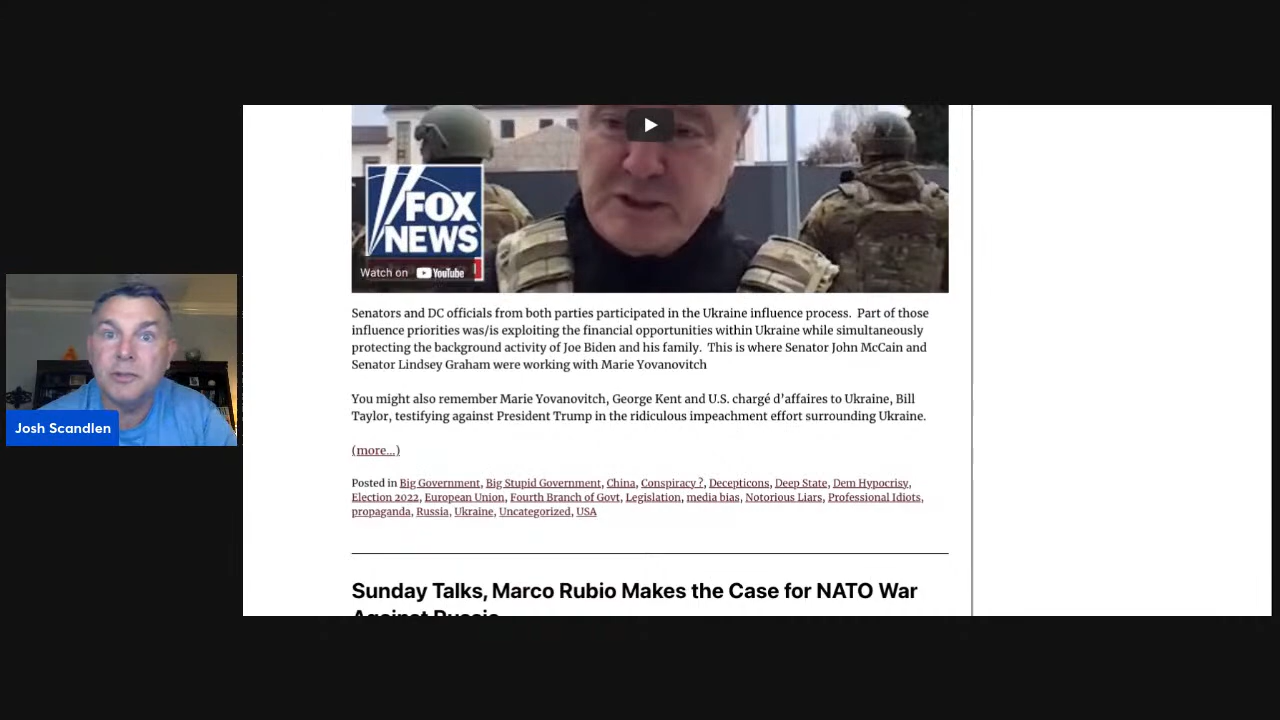 FOX
NEWS
Watch on YouTube
Senators and DC officials from both parties participated in the Ukraine influence process.  Part of those
influence priorities was/is exploiting the financial opportunities within Ukraine while simultaneously
protecting the background activity of Joe Biden and his family.  This is where Senator John McCain and
Senator Lindsey Graham were working with Marie Yovanovitch
You might also remember Marie Yovanovitch, George Kent and U.S. chargé d’affaires to Ukraine, Bill
Taylor, testifying against President Trump in the ridiculous impeachment effort surrounding Ukraine.
(more…)
Posted in Big Government, Big Stupid Government, China, Conspiracy ?, Decepticons, Deep State, Dem Hypocrisy,
Election 2022, European Union, Fourth Branch of Govt, Legislation, media bias, Notorious Liars, Professional Idiots,
propaganda, Russia, Ukraine, Uncategorized, USA
Sunday Talks, Marco Rubio Makes the Case for NATO War
Against Russia
Josh Scandlen